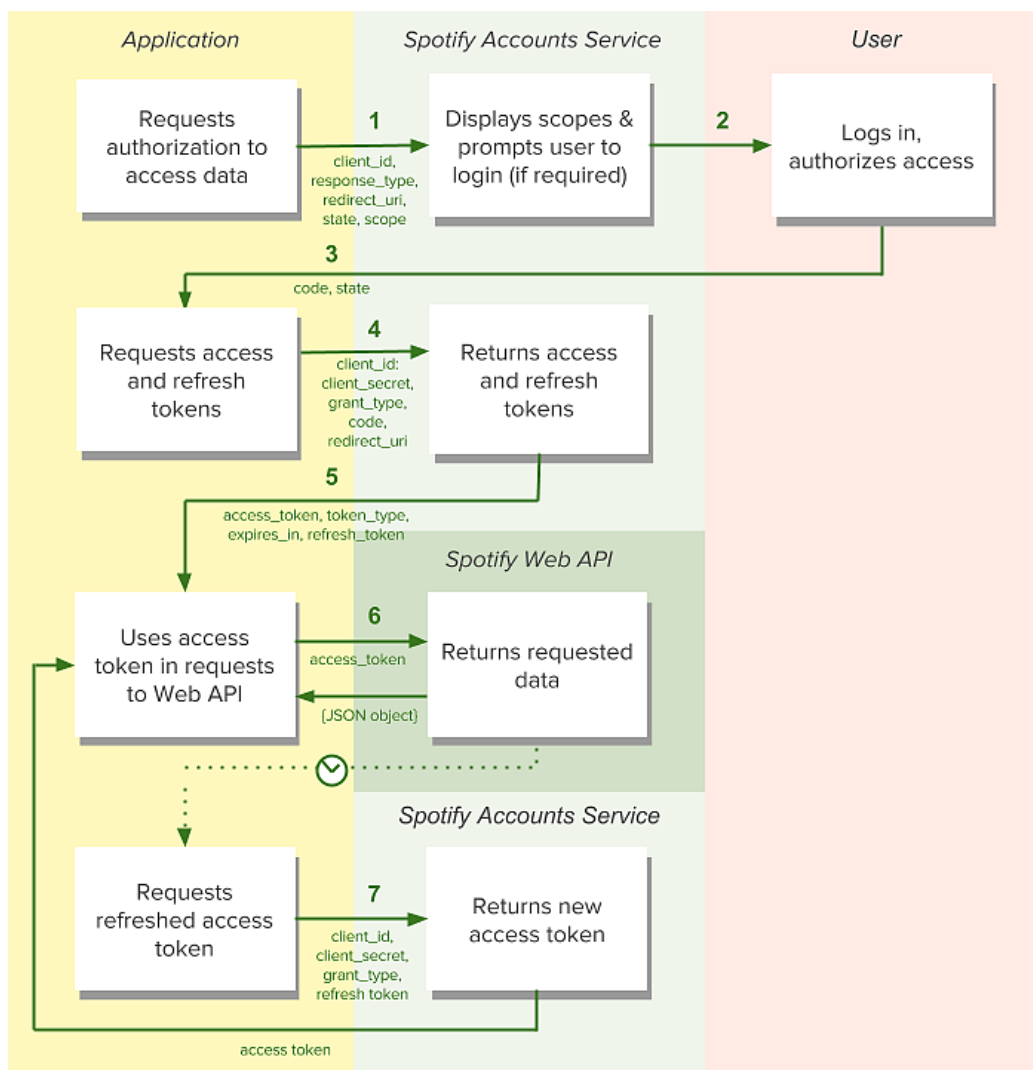 Application
Spotify Accounts Service
User
Requests
authorization to
access data
1
client_id,
response_type,
redirect_uri,
state, scope
Displays scopes &
prompts user to
login (if required)
2
Logs in,
authorizes access
3
code, state
Requests access
and refresh
tokens
4
client_id:
client_secret,
grant_type,
code,
redirect_uri
Returns access
and refresh
tokens
5
access_token, token_type,
expires_in, refresh_token
Spotify Web API
Uses access
token in requests
to Web API
6
access_token
{JSON object}
Returns requested
data
Spotify Accounts Service
Requests
refreshed access
token
7
client_id,
client_secret,
grant_type,
refresh token
Returns new
access token
access token